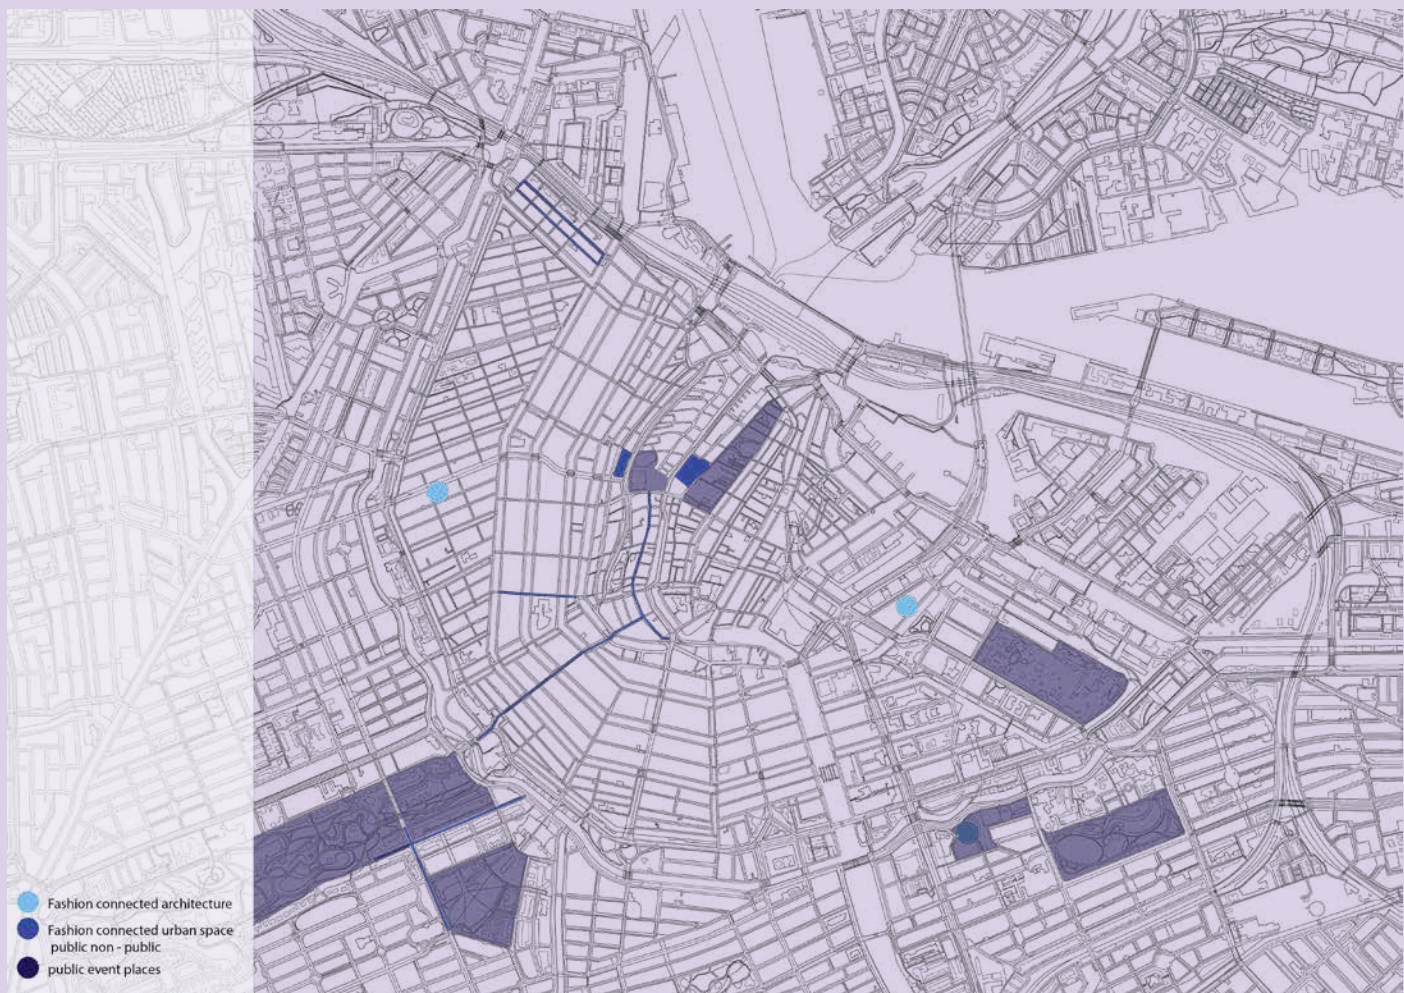 Fashion connected architecture
Fashion connected urban space
public non - public
public event places